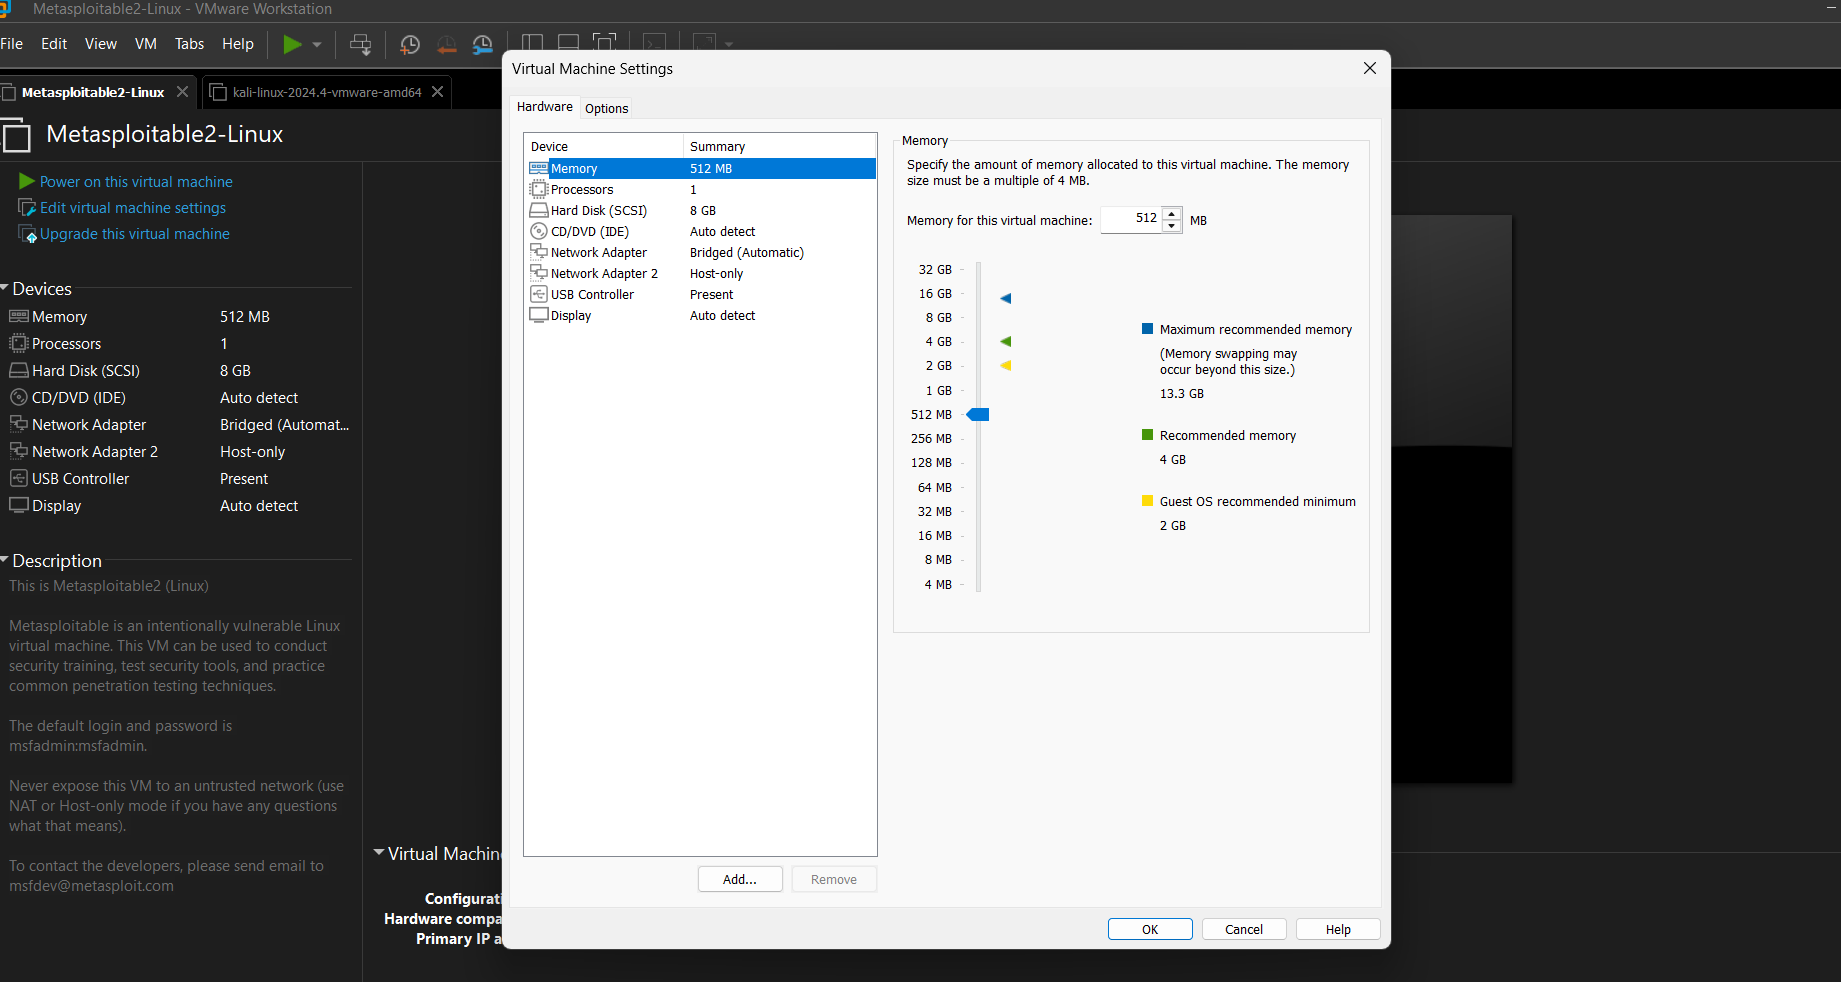 Metasploitable2-Linux - VMware Workstation
File Edit View VM Tabs Help
Metasploitable2-Linux
kali-linux-2024.4-vmware-amd64
Metasploitable2-Linux
Power on this virtual machine
Edit virtual machine settings
Upgrade this virtual machine
Devices
Memory 512 MB
Processors 1
Hard Disk (SCSI) 8 GB
CD/DVD (IDE) Auto detect
Network Adapter Bridged (Automat...
Network Adapter 2 Host-only
USB Controller Present
Display Auto detect
Description
This is Metasploitable2 (Linux)
Metasploitable is an intentionally vulnerable Linux
virtual machine. This VM can be used to conduct
security training, test security tools, and practice
common penetration testing techniques.
The default login and password is
msfadmin:msfadmin.
Never expose this VM to an untrusted network (use
NAT or Host-only mode if you have any questions
what that means).
To contact the developers, please send email to
msfdev@metasploit.com
Virtual Machin
Configurati
Hardware compa
Primary IP a
Virtual Machine Settings
Hardware Options
Device Summary
Memory 512 MB
Processors 1
Hard Disk (SCSI) 8 GB
CD/DVD (IDE) Auto detect
Network Adapter Bridged (Automatic)
Network Adapter 2 Host-only
USB Controller Present
Display Auto detect
Add... Remove
Memory
Specify the amount of memory allocated to this virtual machine. The memory
size must be a multiple of 4 MB.
Memory for this virtual machine: 512 MB
32 GB
16 GB
8 GB
4 GB
2 GB
1 GB
512 MB
256 MB
128 MB
64 MB
32 MB
16 MB
8 MB
4 MB
Maximum recommended memory
(Memory swapping may
occur beyond this size.)
13.3 GB
Recommended memory
4 GB
Guest OS recommended minimum
2 GB
OK Cancel Help